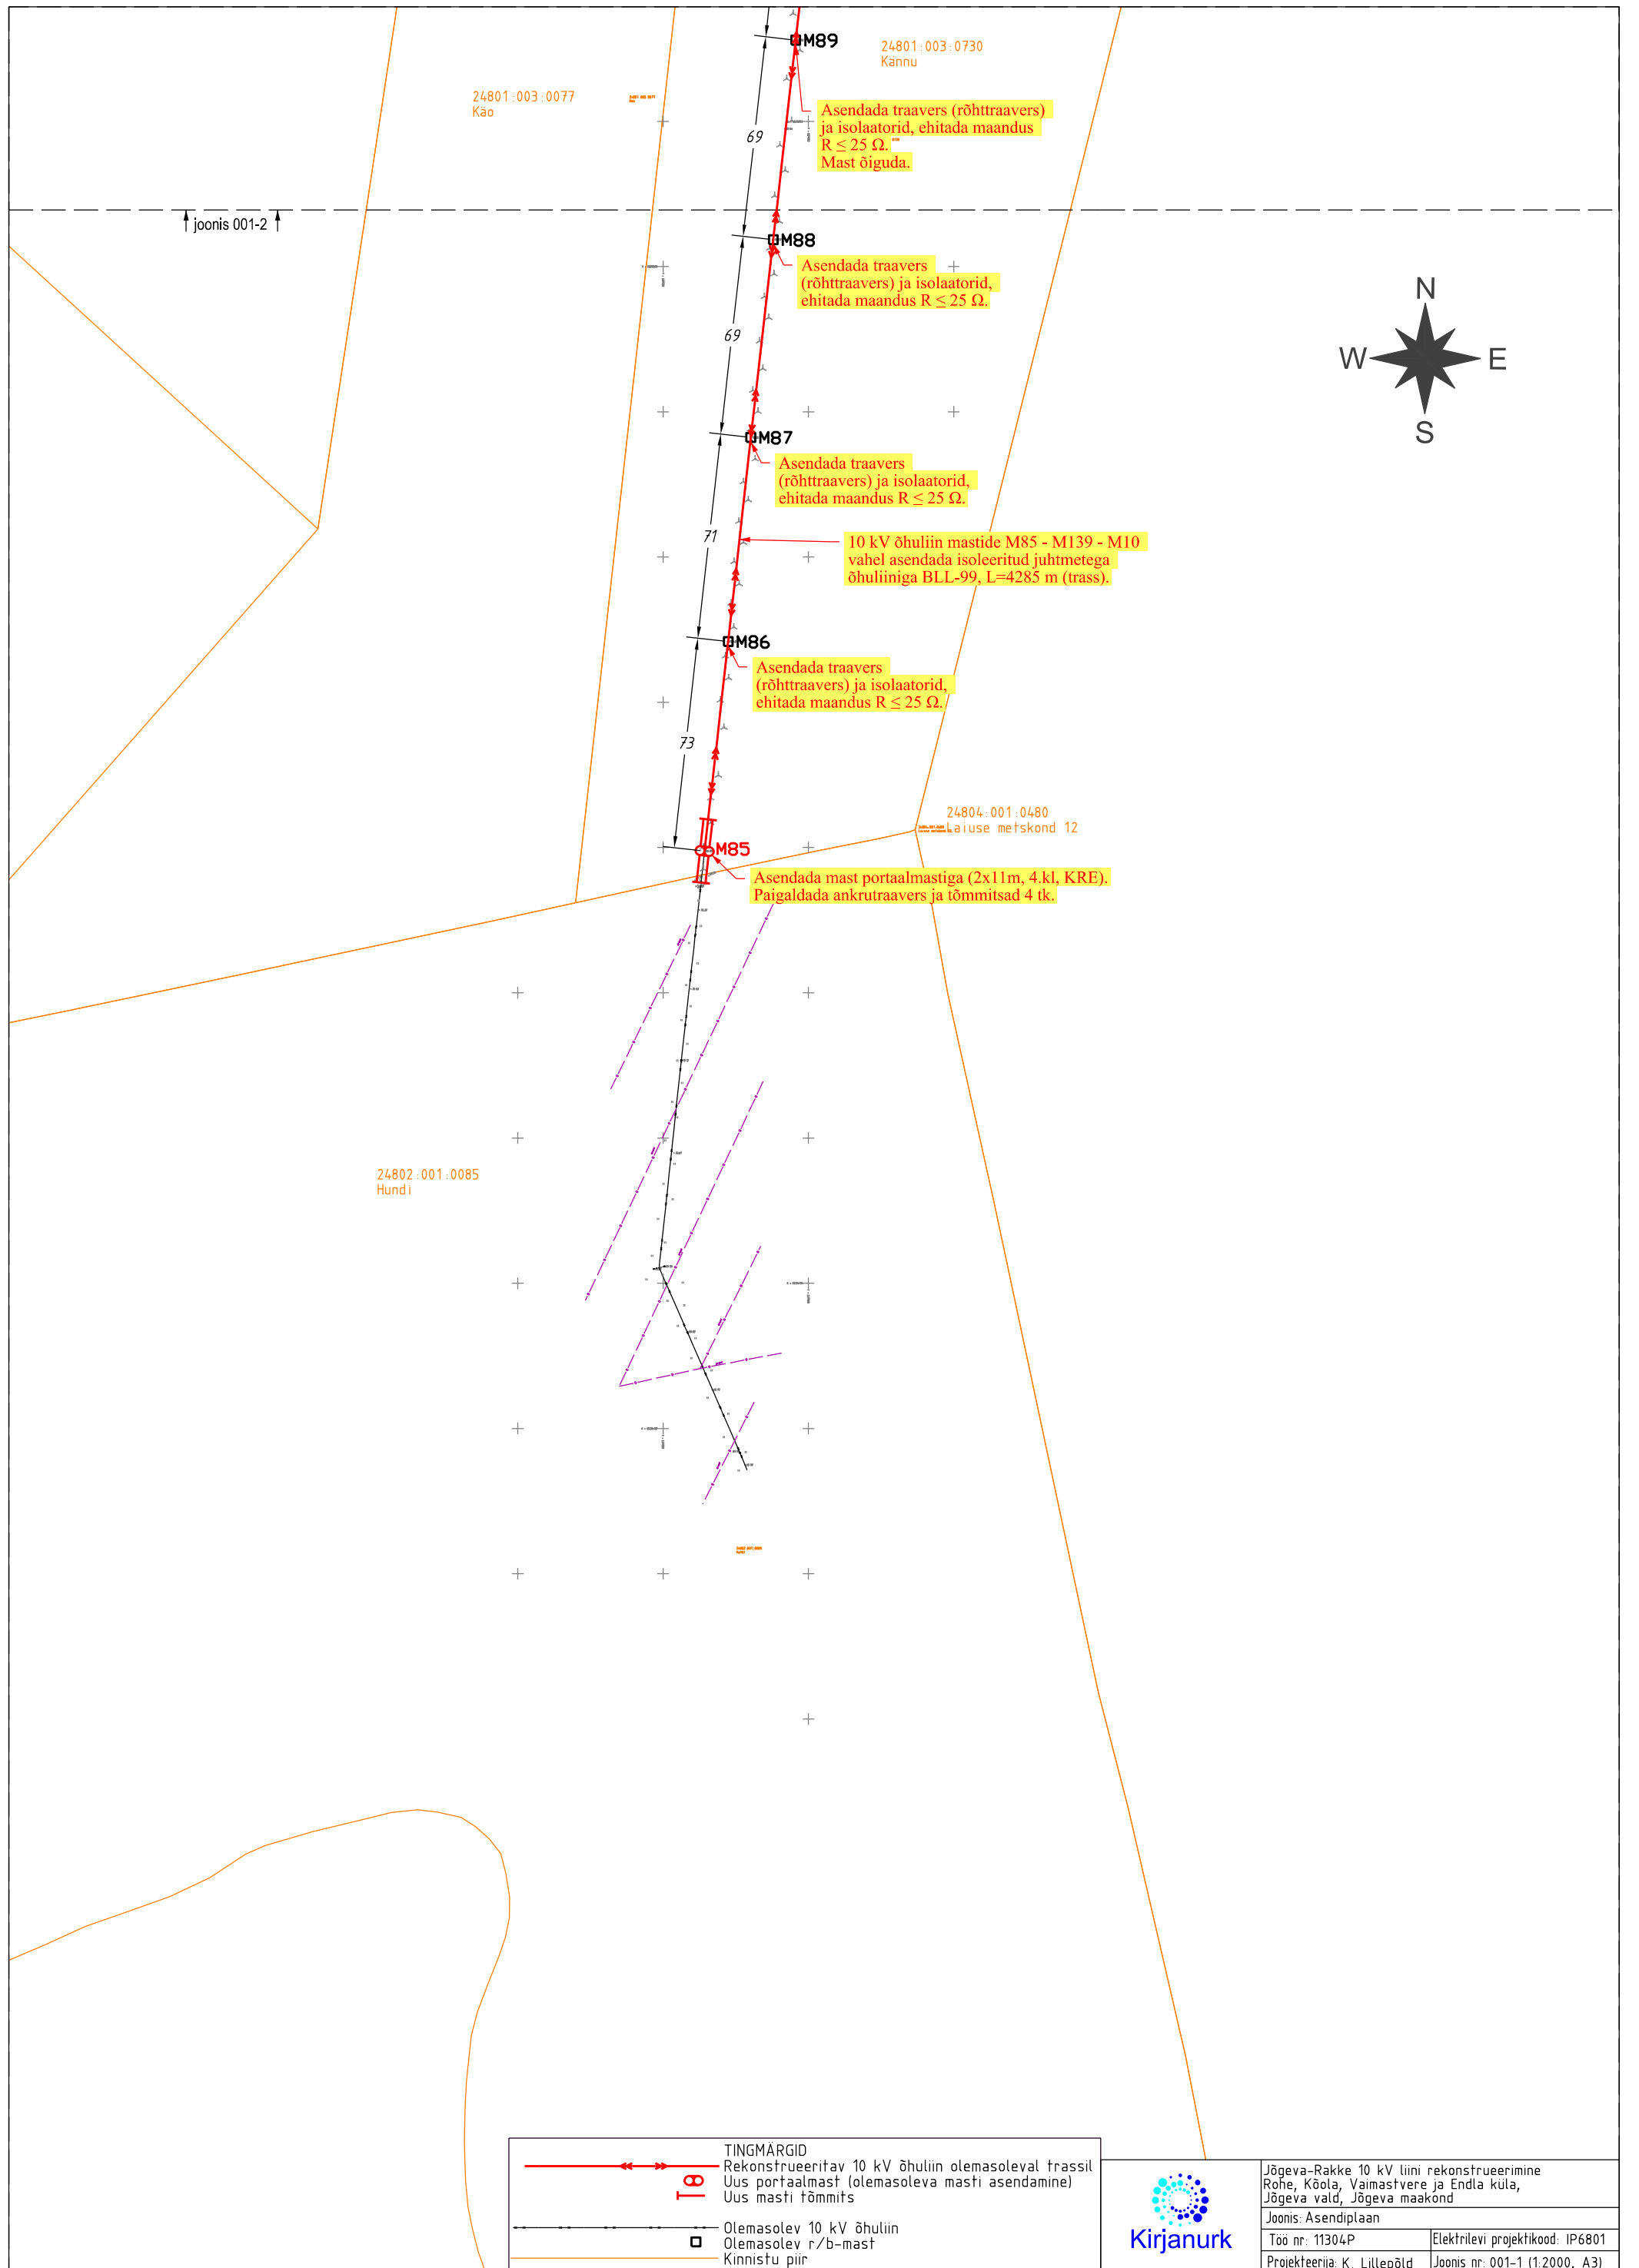 M89
24801:003:0730
Kännu
24801:003:0077
Käo
Asendada traavers (rõhttraavers)
ja isolaatorid, ehitada maandus
R ≤ 25 Ω.
Mast õiguda.
69
joonis 001-2
M88
Asendada traavers
(rõhttraavers) ja isolaatorid,
ehitada maandus R ≤ 25 Ω.
N
W
E
S
69
M87
Asendada traavers
(rõhttraavers) ja isolaatorid,
ehitada maandus R ≤ 25 Ω.
71
10 kV õhuliin mastide M85 - M139 - M10
vahel asendada isoleeritud juhtmetega
õhuliiniga BLL-99, L=4285 m (trass).
M86
Asendada traavers
(rõhttraavers) ja isolaatorid,
ehitada maandus R ≤ 25 Ω.
73
24804:001:0480
Laiuse metskond 12
M85
Asendada mast portaalmastiga (2x11m, 4.kl, KRE).
Paigaldada ankrutraavers ja tõmmitsad 4 tk.
24802:001:0085
Hundi
TINGMÄRGID
Rekonstrueeritav 10 kV õhuliin olemasoleval trassil
Uus portaalmast (olemasoleva masti asendamine)
Uus masti tõmmits
Olemasolev 10 kV õhuliin
Olemasolev r/b-mast
Kinnistu piir
Kirjanurk
Jõgeva-Rakke 10 kV liini rekonstrueerimine
Rohe, Kõola, Vaimastvere ja Endla küla,
Jõgeva vald, Jõgeva maakond
Joonis: Asendiplaan
Töö nr: 11304P
Elektrilevi projektikood: IP6801
Projekteerija: K. Lillepõld
Joonis nr: 001-1 (1:2000, A3)